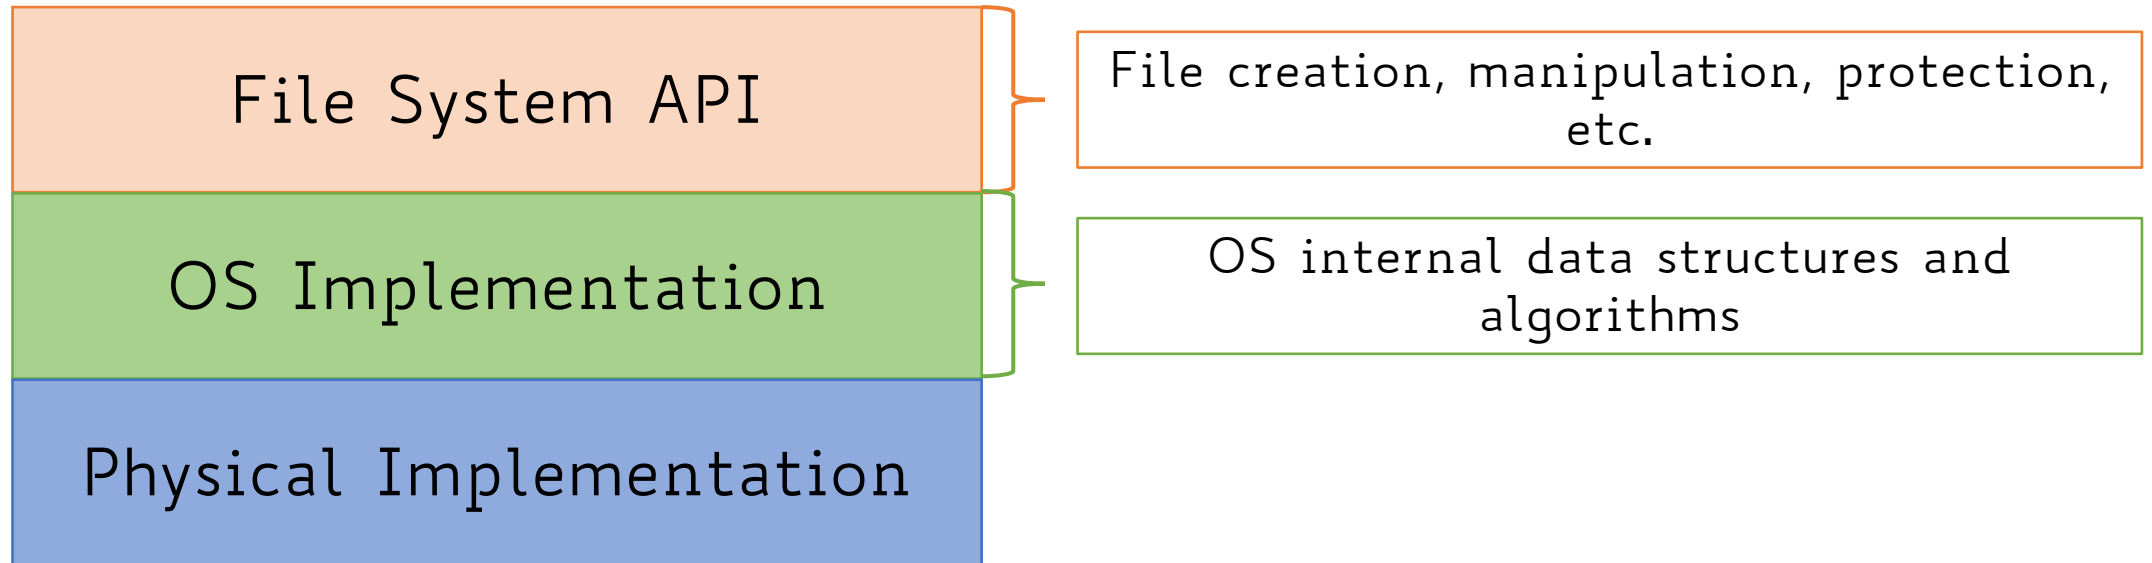 File System API
File creation, manipulation, protection,
etc.
OS Implementation
OS internal data structures and
algorithms
Physical Implementation